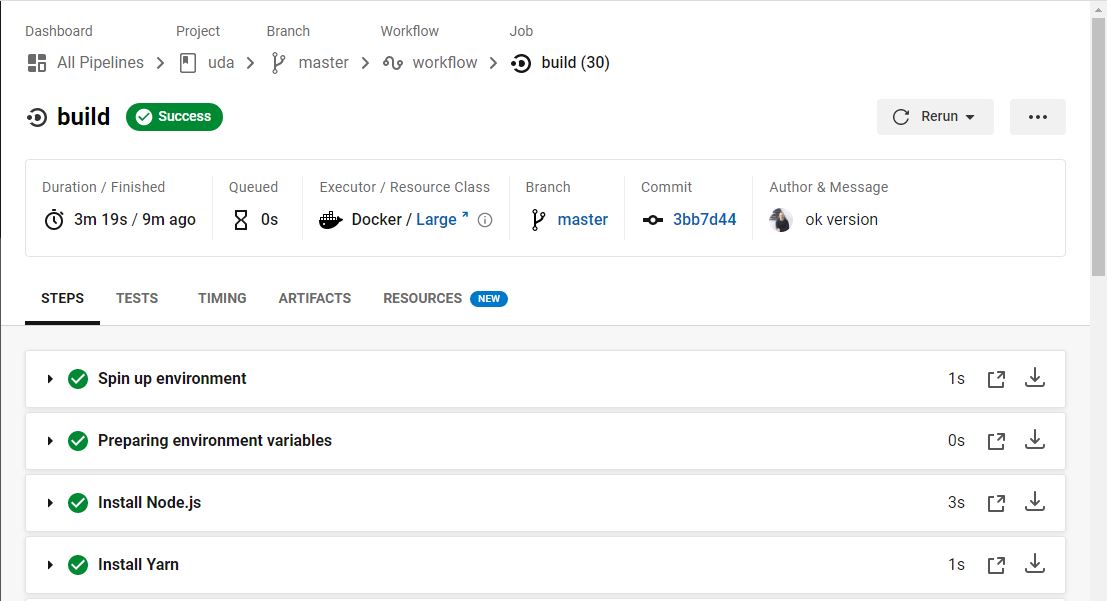 Dashboard Project Branch Workflow Job
All Pipelines uda master workflow build (30)
build Success Rerun
Duration / Finished Queued Executor / Resource Class Branch Commit Author & Message
3m 19s / 9m ago 0s Docker / Large master 3bb7d44 ok version
STEPS TESTS TIMING ARTIFACTS RESOURCES NEW
Spin up environment 1s
Preparing environment variables 0s
Install Node.js 3s
Install Yarn 1s